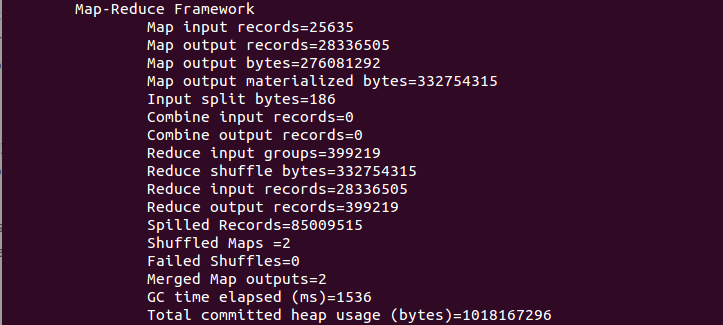 Map-Reduce Framework
Map input records=25635
Map output records=28336505
Map output bytes=276081292
Map output materialized bytes=332754315
Input split bytes=186
Combine input records=0
Combine output records=0
Reduce input groups=399219
Reduce shuffle bytes=332754315
Reduce input records=28336505
Reduce output records=399219
Spilled Records=85009515
Shuffled Maps =2
Failed Shuffles=0
Merged Map outputs=2
GC time elapsed (ms)=1536
Total committed heap usage (bytes)=1018167296